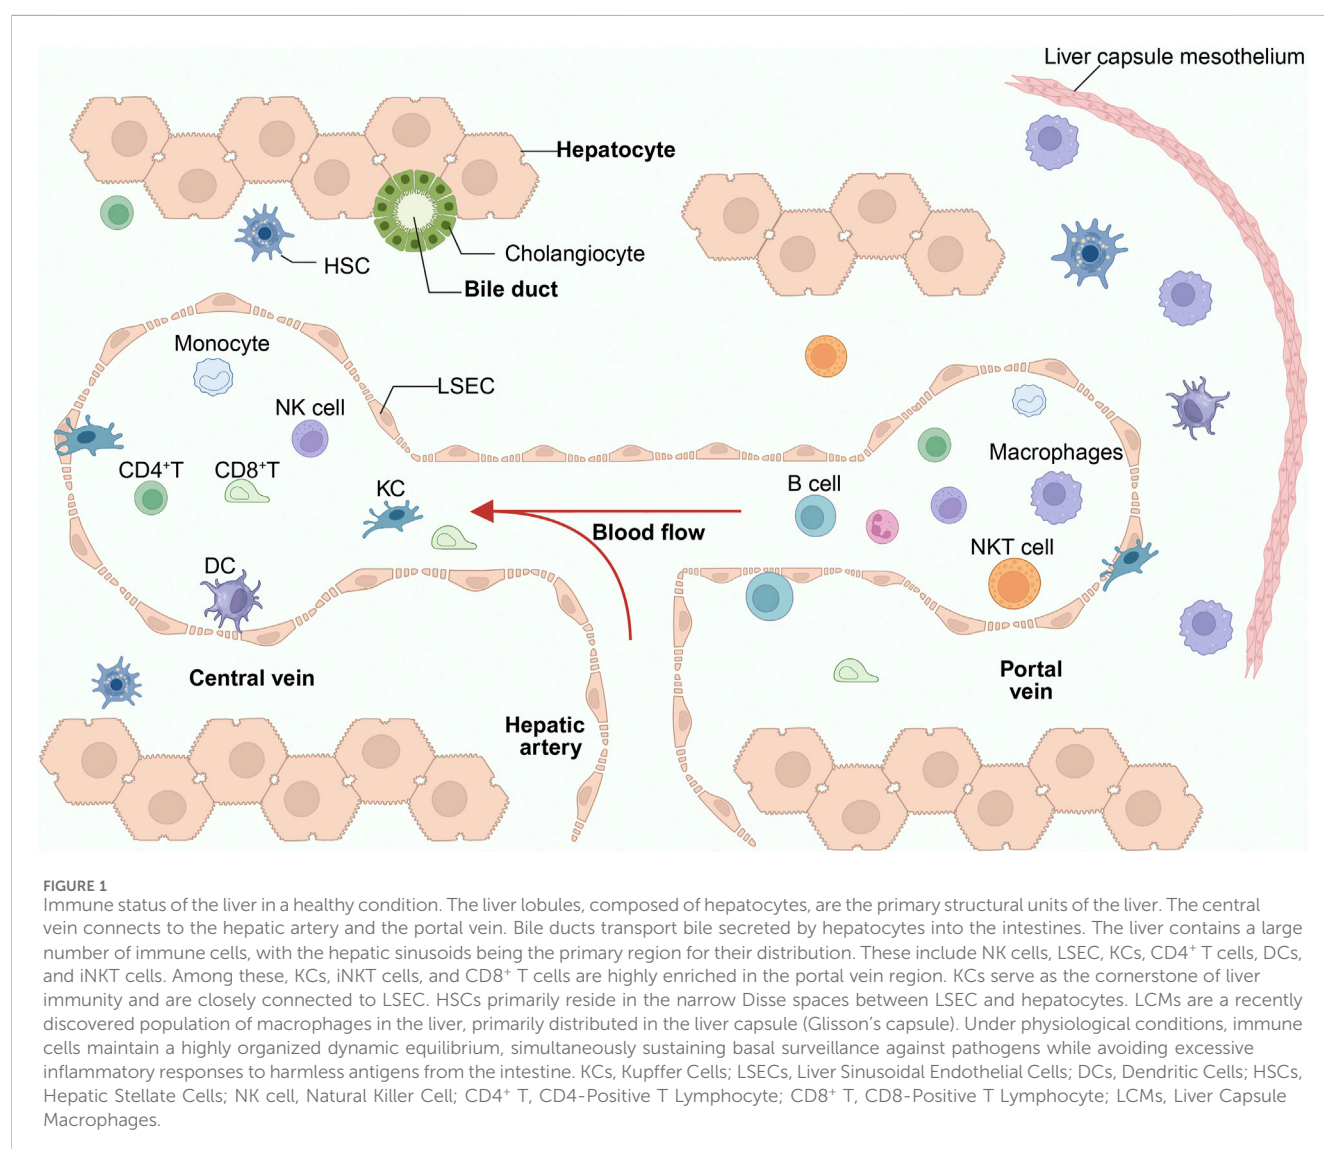 Liver capsule mesothelium
Hepatocyte
Cholangiocyte
HSC
Bile duct
Monocyte
LSEC
NK cell
CD4⁺T
CD8⁺T
KC
Macrophages
B cell
Blood flow
NKT cell
DC
Central vein
Portal
vein
Hepatic
artery
FIGURE 1
Immune status of the liver in a healthy condition. The liver lobules, composed of hepatocytes, are the primary structural units of the liver. The central
vein connects to the hepatic artery and the portal vein. Bile ducts transport bile secreted by hepatocytes into the intestines. The liver contains a large
number of immune cells, with the hepatic sinusoids being the primary region for their distribution. These include NK cells, LSEC, KCs, CD4⁺ T cells, DCs,
and iNKT cells. Among these, KCs, iNKT cells, and CD8⁺ T cells are highly enriched in the portal vein region. KCs serve as the cornerstone of liver
immunity and are closely connected to LSEC. HSCs primarily reside in the narrow Disse spaces between LSEC and hepatocytes. LCMs are a recently
discovered population of macrophages in the liver, primarily distributed in the liver capsule (Glisson’s capsule). Under physiological conditions, immune
cells maintain a highly organized dynamic equilibrium, simultaneously sustaining basal surveillance against pathogens while avoiding excessive
inflammatory responses to harmless antigens from the intestine. KCs, Kupffer Cells; LSECs, Liver Sinusoidal Endothelial Cells; DCs, Dendritic Cells; HSCs,
Hepatic Stellate Cells; NK cell, Natural Killer Cell; CD4⁺ T, CD4-Positive T Lymphocyte; CD8⁺ T, CD8-Positive T Lymphocyte; LCMs, Liver Capsule
Macrophages.